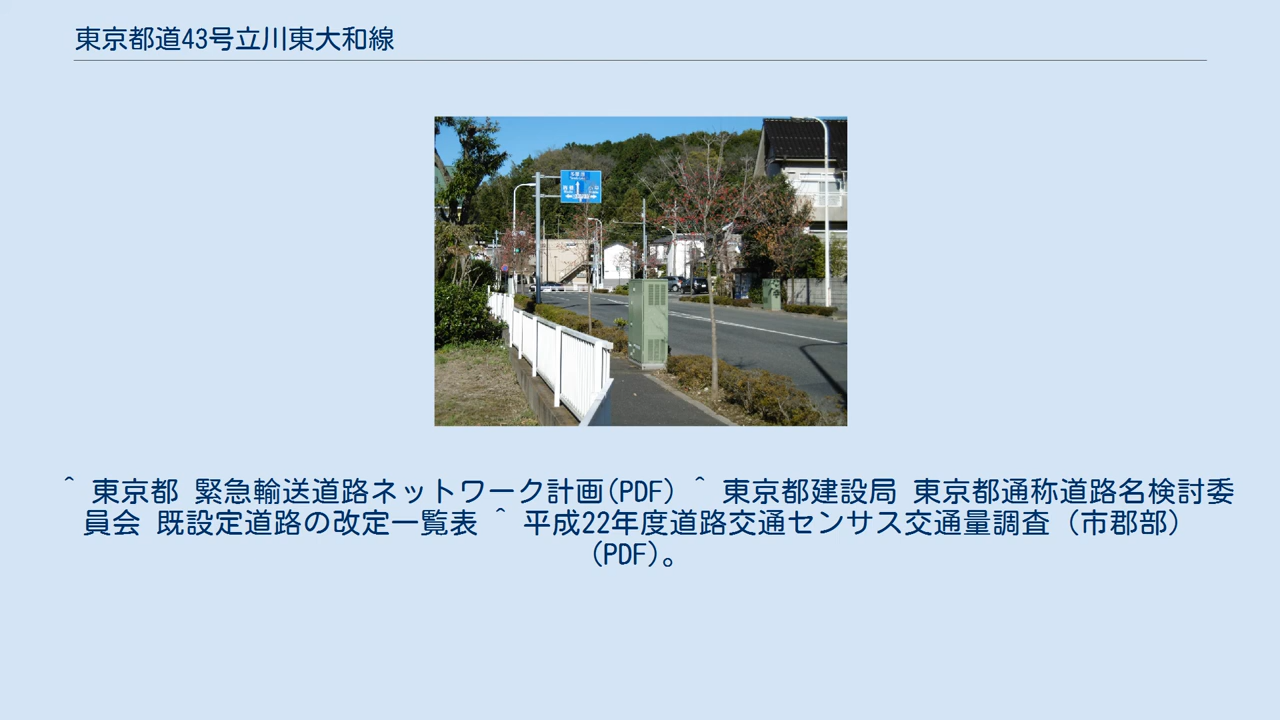 東京都道43号立川東大和線
^ 東京都 緊急輸送道路ネットワーク計画(PDF) ^ 東京都建設局 東京都通称道路名検討委
員会 既設定道路の改定一覧表 ^ 平成22年度道路交通センサス交通量調査（市郡部）
(PDF)。